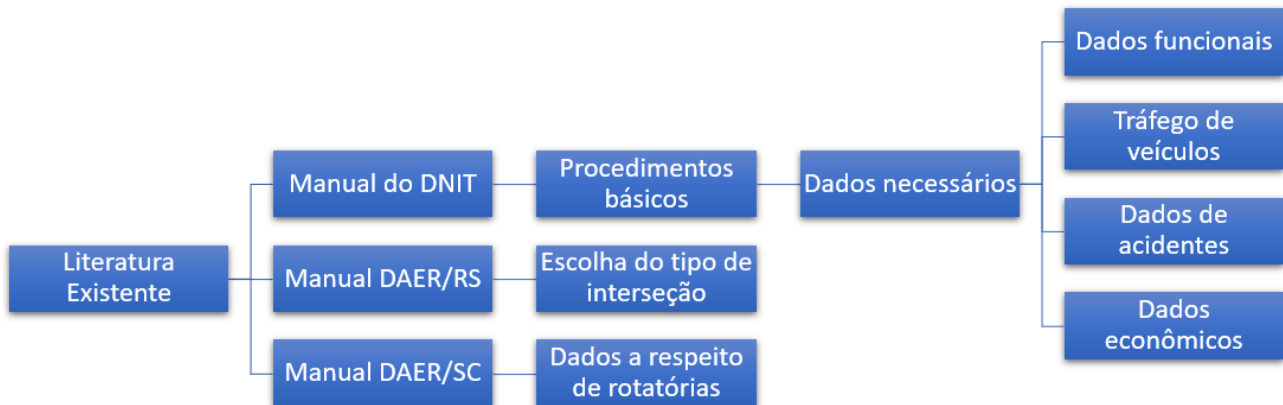 Literatura
Existente
Manual do DNIT
Procedimentos
básicos
Dados necessários
Dados funcionais
Tráfego de
veículos
Dados de
acidentes
Dados
econômicos
Manual DAER/RS
Escolha do tipo de
interseção
Manual DAER/SC
Dados a respeito
de rotatórias